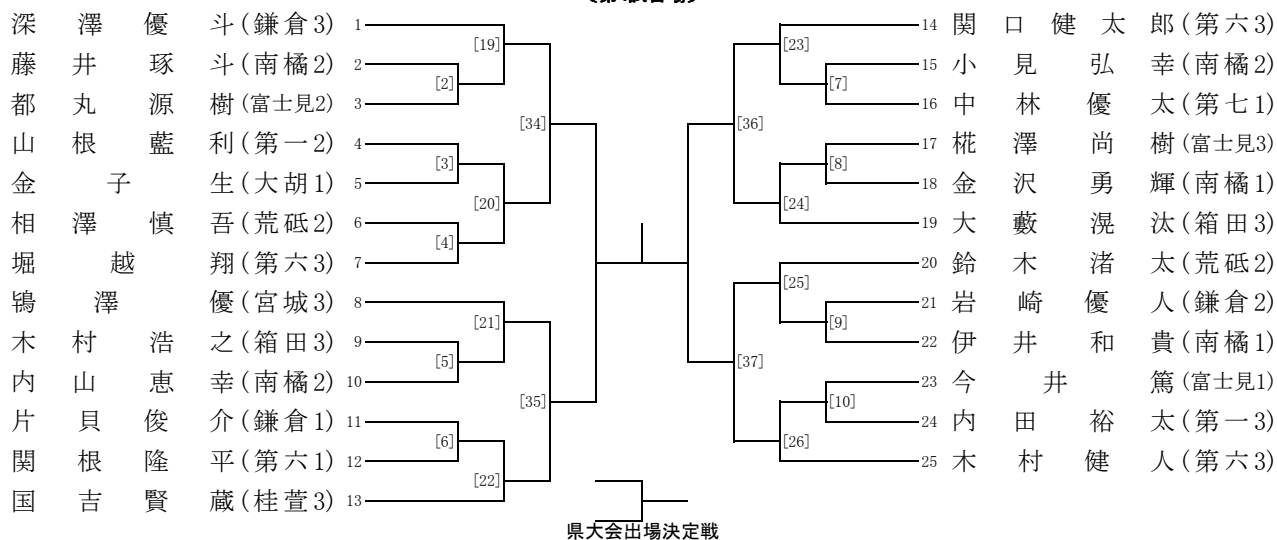 深澤優斗(鎌倉3) 1
藤井琢斗(南橘2) 2
都丸源樹(富士見2) 3
山根藍利(第一2) 4
金子生(大胡1) 5
相澤慎吾(荒砥2) 6
堀越翔(第六3) 7
鴇澤優(宮城3) 8
木村浩之(箱田3) 9
内山恵幸(南橘2) 10
片貝俊介(鎌倉1) 11
関根隆平(第六1) 12
国吉賢蔵(桂萱3) 13
[19]
[2]
[34]
[3]
[20]
[4]
[21]
[5]
[35]
[6]
[22]
県大会出場決定戦
[23]
[7]
[36]
[8]
[24]
[25]
[9]
[37]
[10]
[26]
14 関口健太郎(第六3)
15 小見弘幸(南橘2)
16 中林優太(第七1)
17 椛澤尚樹(富士見3)
18 金沢勇輝(南橘1)
19 大藪滉汰(箱田3)
20 鈴木渚太(荒砥2)
21 岩崎優人(鎌倉2)
22 伊井和貴(南橘1)
23 今井篤(富士見1)
24 内田裕太(第一3)
25 木村健人(第六3)